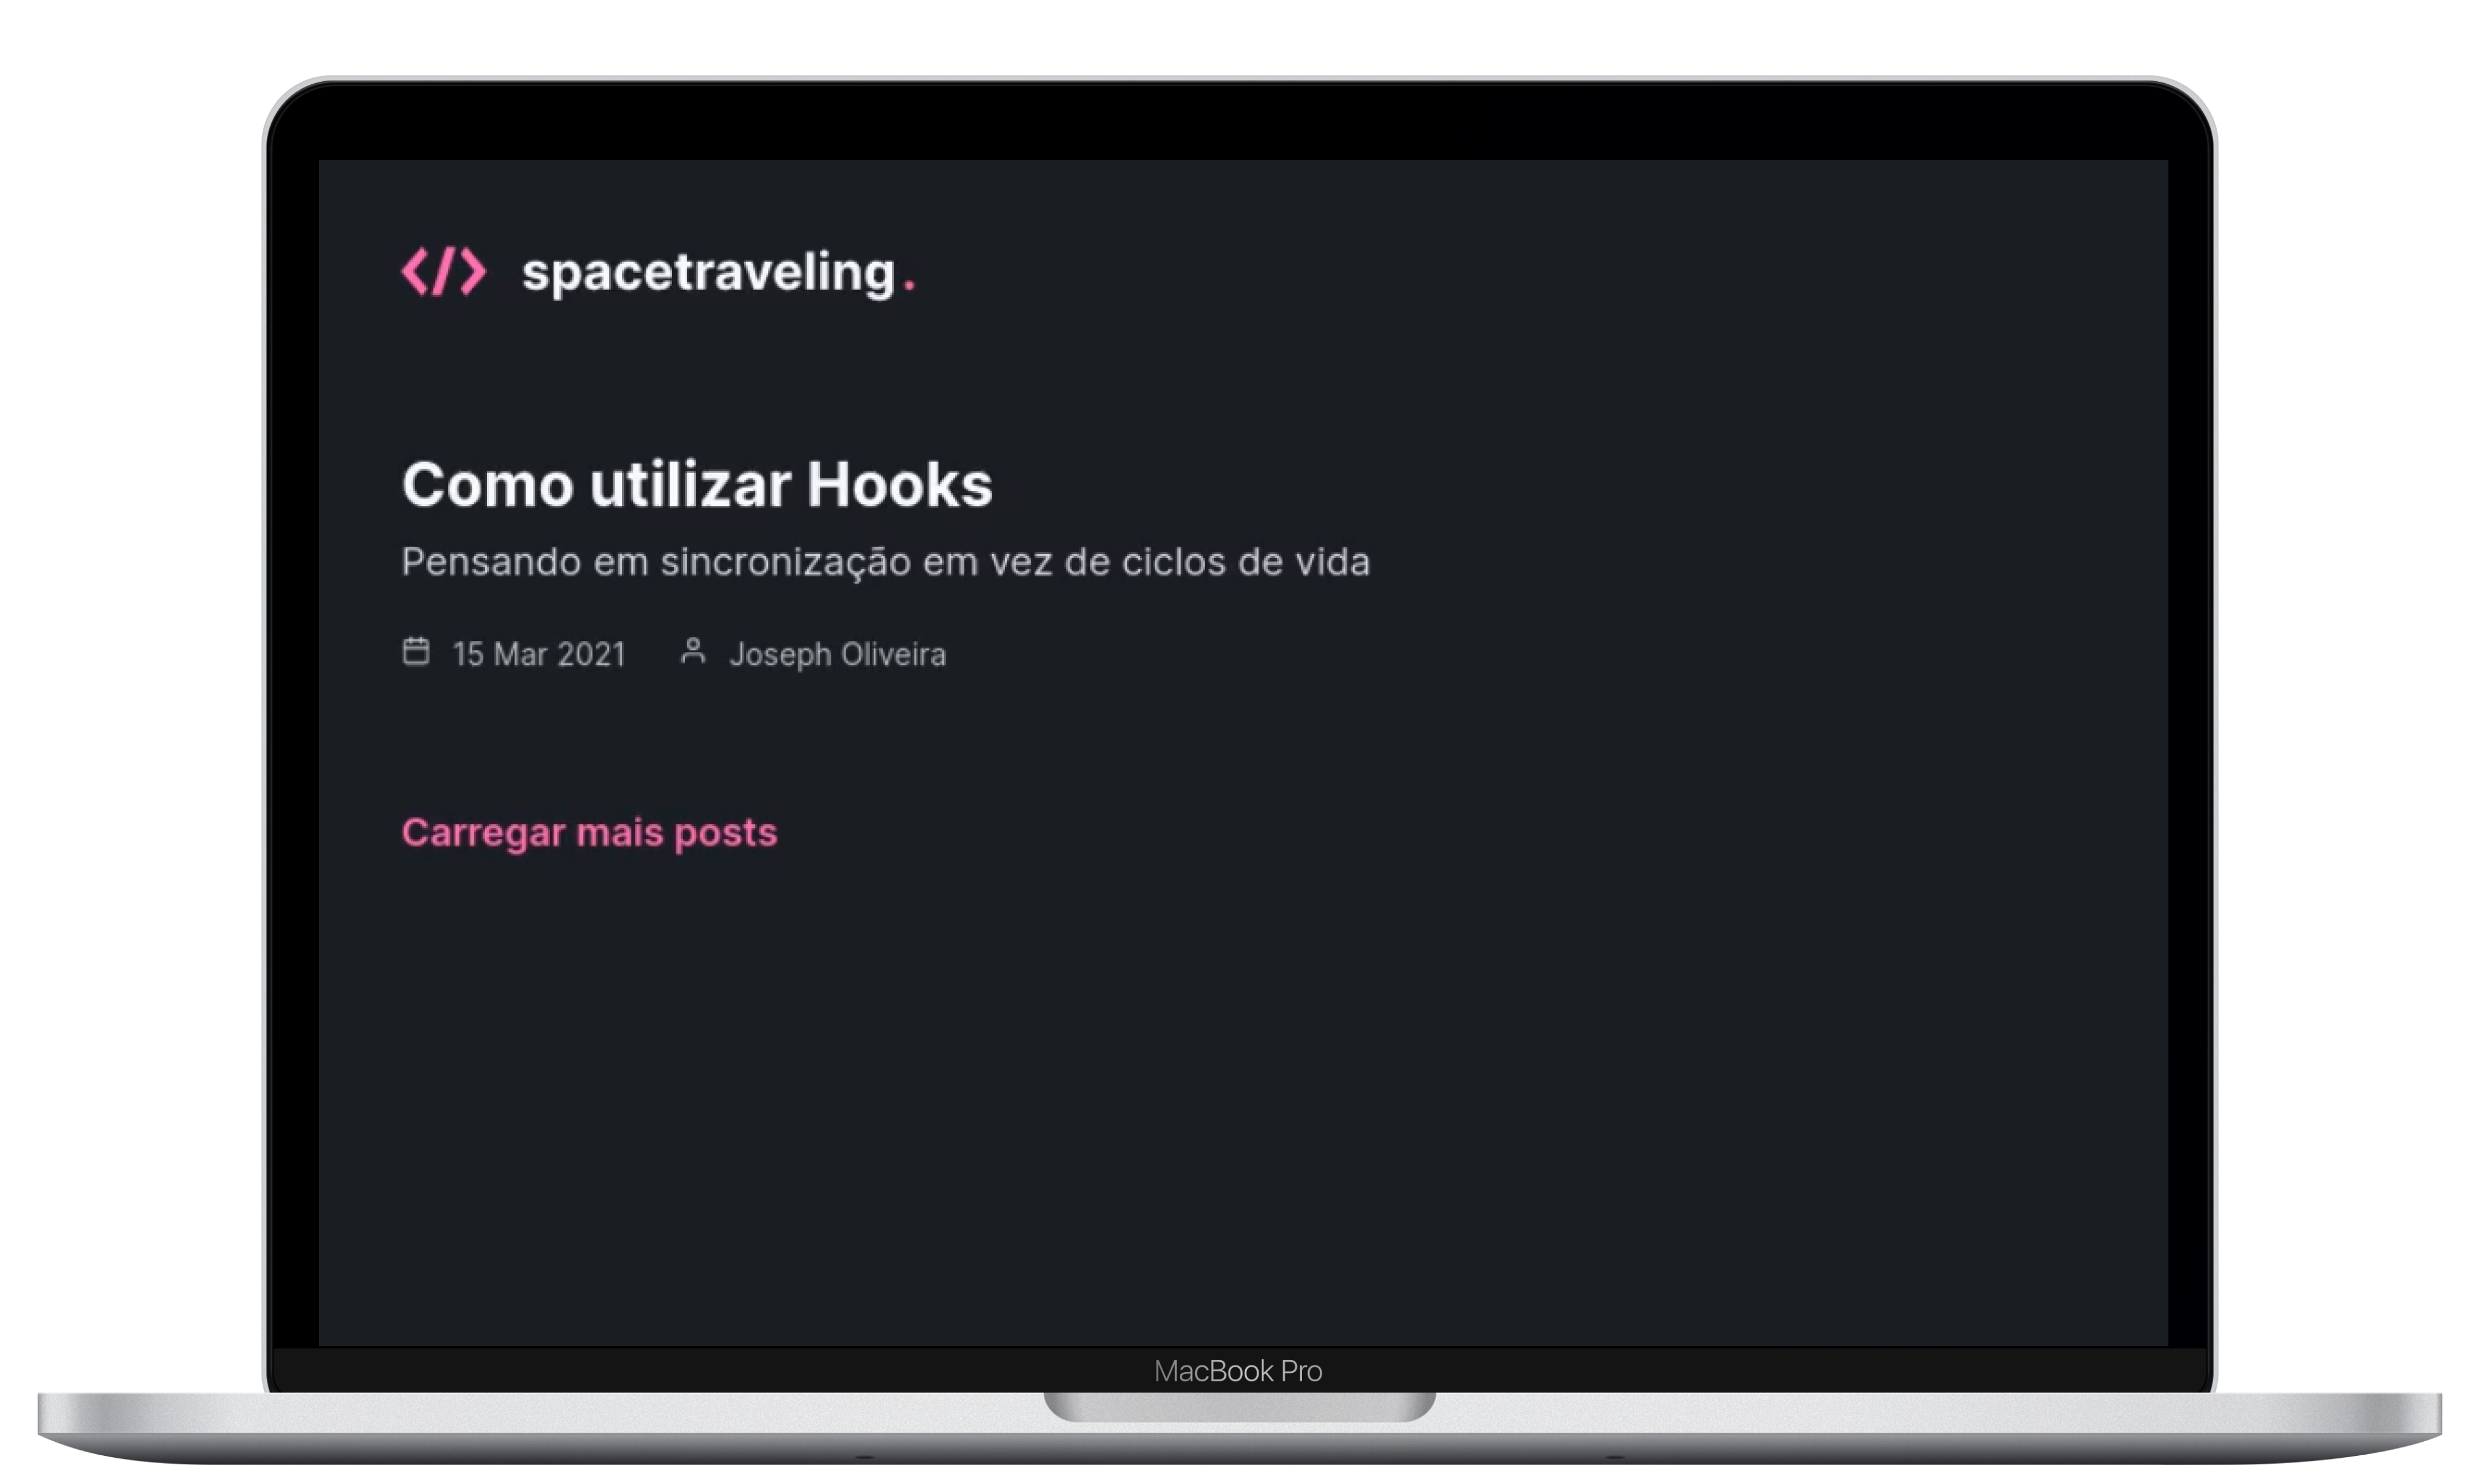 </> spacetraveling.
Como utilizar Hooks
Pensando em sincronização em vez de ciclos de vida
15 Mar 2021 Joseph Oliveira
Carregar mais posts
MacBook Pro